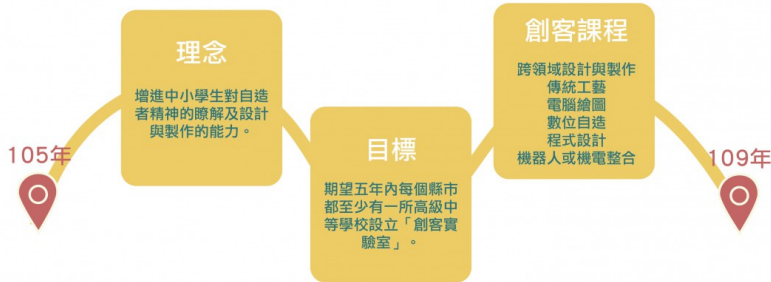 105年
理念
增進中小學生對自造
者精神的瞭解及設計
與製作的能力。
目標
期望五年內每個縣市
都至少有一所高級中
等學校設立「創客實
驗室」。
創客課程
跨領域設計與製作
傳統工藝
電腦繪圖
數位自造
程式設計
機器人或機電整合
109年